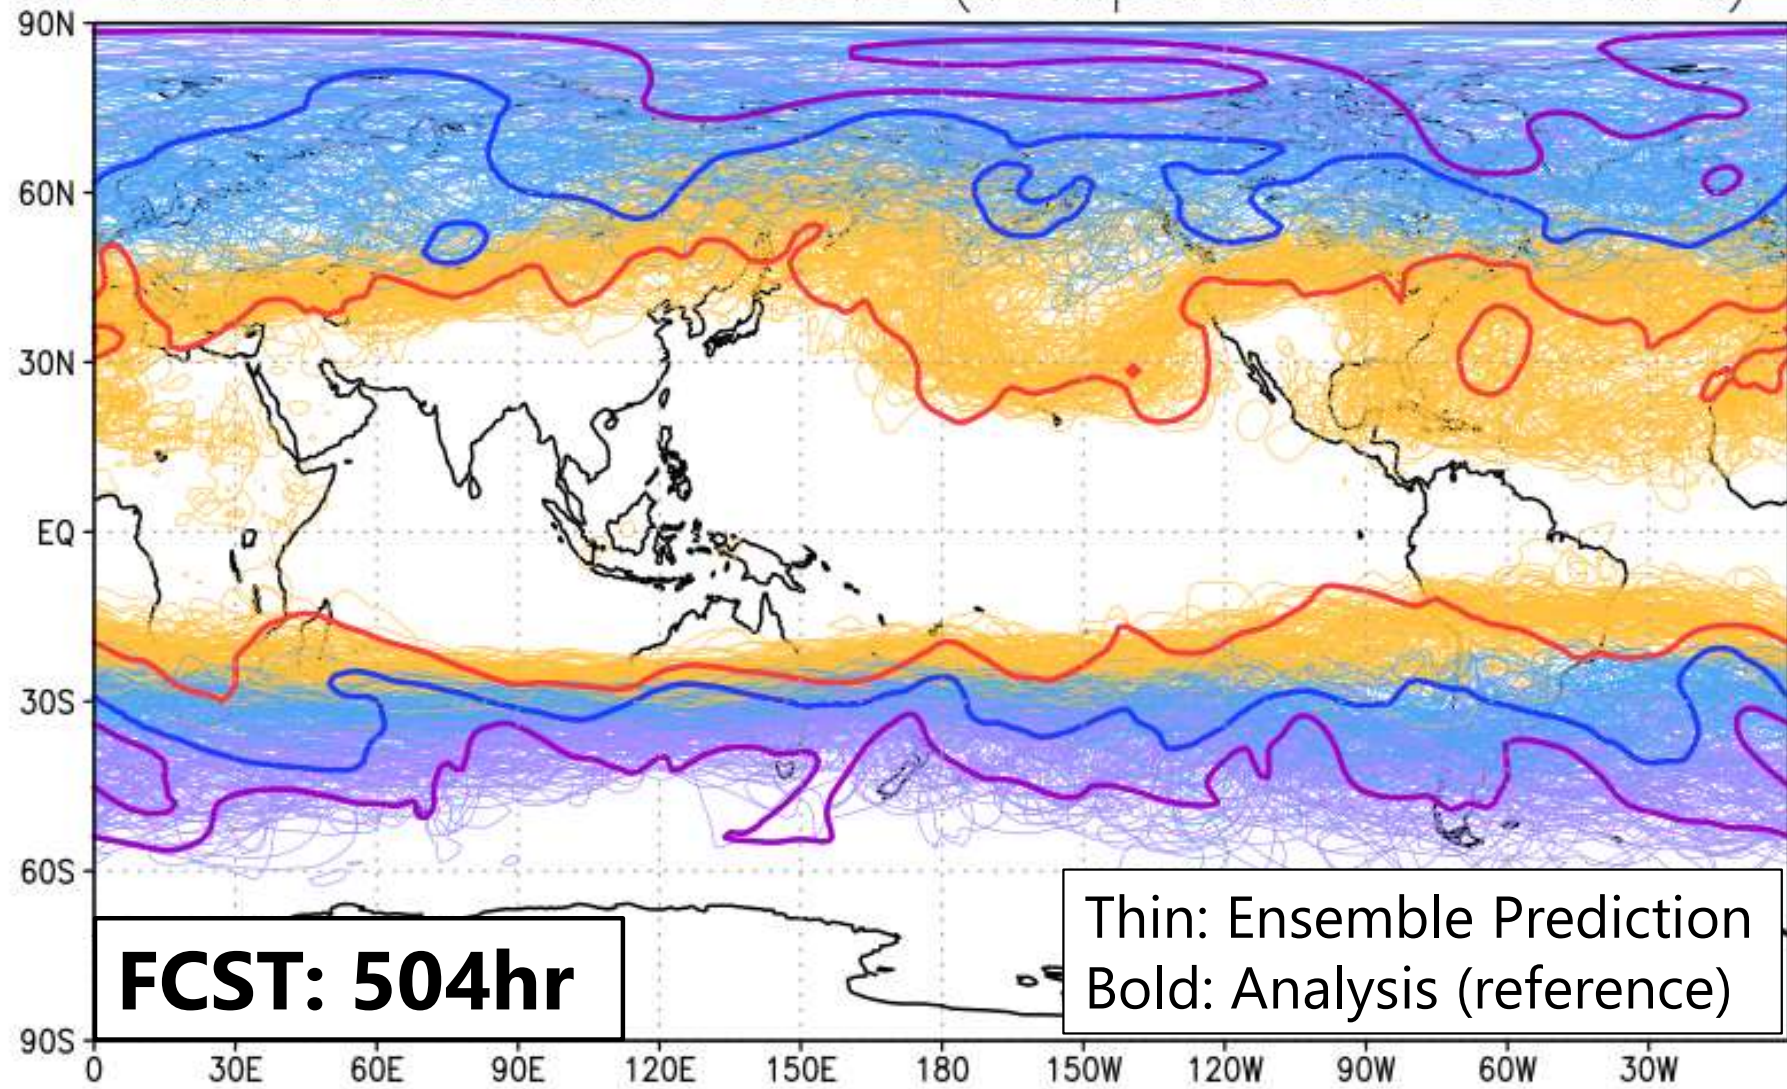 90N
60N
30N
EQ
30S
60S
90S
FCST: 504hr
Thin: Ensemble Prediction
Bold: Analysis (reference)
0 30E 60E 90E 120E 150E 180 150W 120W 90W 60W 30W